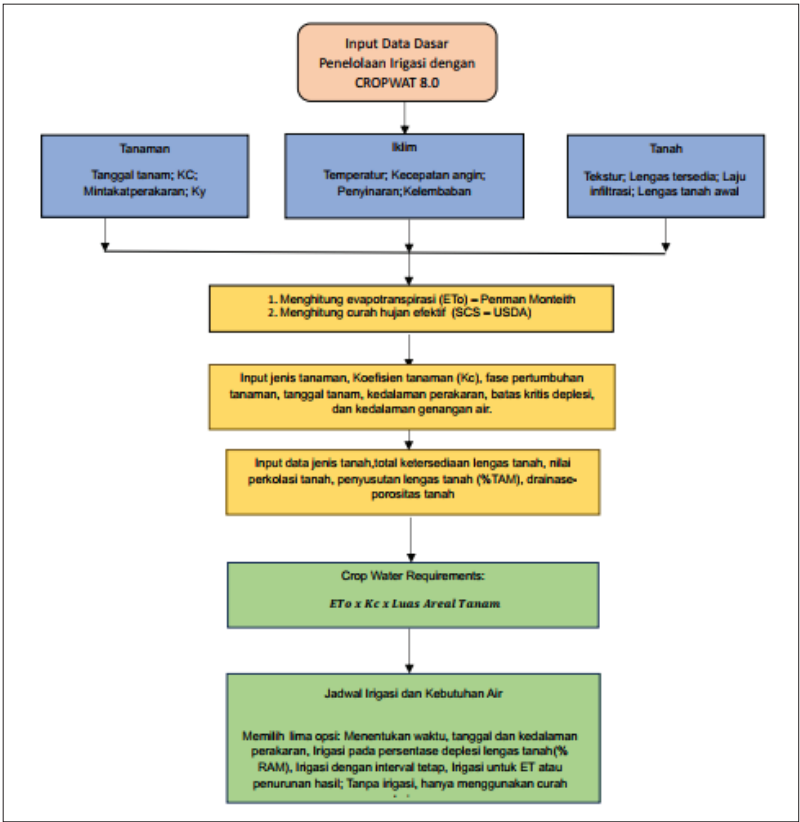 Input Data Dasar
Penelolaan Irigasi dengan
CROPWAT 8.0
Tanaman
Tanggal tanam; KC;
Mintakatperakaran; Ky
Iklim
Temperatur; Kecepatan angin;
Penyinaran;Kelembaban
Tanah
Tekstur; Lengas tersedia; Laju
infiltrasi; Lengas tanah awal
1. Menghitung evapotranspirasi (ETo) – Penman Monteith
2. Menghitung curah hujan efektif (SCS – USDA)
Input jenis tanaman, Koefisien tanaman (Kc), fase pertumbuhan
tanaman, tanggal tanam, kedalaman perakaran, batas kritis deplesi,
dan kedalaman genangan air.
Input data jenis tanah,total ketersediaan lengas tanah, nilai
perkolasi tanah, penyusutan lengas tanah (%TAM), drainase-
porositas tanah
Crop Water Requirements:
ETo x Kc x Luas Areal Tanam
Jadwal Irigasi dan Kebutuhan Air
Memilih lima opsi: Menentukan waktu, tanggal dan kedalaman
perakaran, Irigasi pada persentase deplesi lengas tanah(%
RAM), Irigasi dengan interval tetap, Irigasi untuk ET atau
penurunan hasil; Tanpa irigasi, hanya menggunakan curah